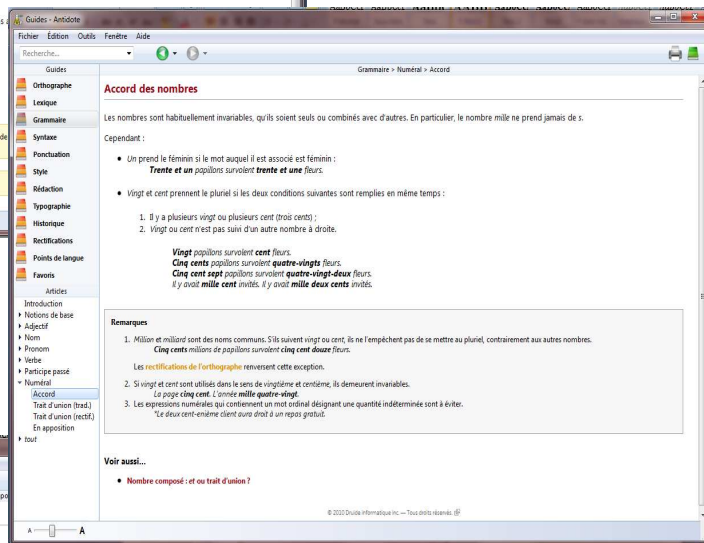 Guides - Antidote
Fichier Édition Outils Fenêtre Aide
Recherche...
Guides
Grammaire > Numéral > Accord
Orthographe
Lexique
Grammaire
Syntaxe
Ponctuation
Style
Rédaction
Typographie
Historique
Rectifications
Points de langue
Favoris
Articles
Introduction
Notions de base
Adjectif
Nom
Pronom
Verbe
Participe passé
Numéral
Accord
Trait d'union (trad.)
Trait d'union (rectif.)
En apposition
tout
A A
Accord des nombres
Les nombres sont habituellement invariables, qu'ils soient seuls ou combinés avec d'autres. En particulier, le nombre mille ne prend jamais de s.
Cependant :
• Un prend le féminin si le mot auquel il est associé est féminin :
Trente et un papillons survolent trente et une fleurs.
• Vingt et cent prennent le pluriel si les deux conditions suivantes sont remplies en même temps :
1. Il y a plusieurs vingt ou plusieurs cent (trois cents) ;
2. Vingt ou cent n'est pas suivi d'un autre nombre à droite.
Vingt papillons survolent cent fleurs.
Cinq cents papillons survolent quatre-vingts fleurs.
Cinq cent sept papillons survolent quatre-vingt-deux fleurs.
Il y avait mille cent invités. Il y avait mille deux cents invités.
Remarques
1. Million et milliard sont des noms communs. S'ils suivent vingt ou cent, ils ne l'empêchent pas de se mettre au pluriel, contrairement aux autres nombres.
Cinq cents millions de papillons survolent cinq cent douze fleurs.
Les rectifications de l'orthographe renversent cette exception.
2. Si vingt et cent sont utilisés dans le sens de vingtième et centième, ils demeurent invariables.
La page cinq cent. L'année mille quatre-vingt.
3. Les expressions numérales qui contiennent un mot ordinal désignant une quantité indéterminée sont à éviter.
*Le deux cent-enième client aura droit à un repas gratuit.
Voir aussi...
• Nombre composé : et ou trait d'union ?
© 2010 Druide informatique inc. — Tous droits réservés.